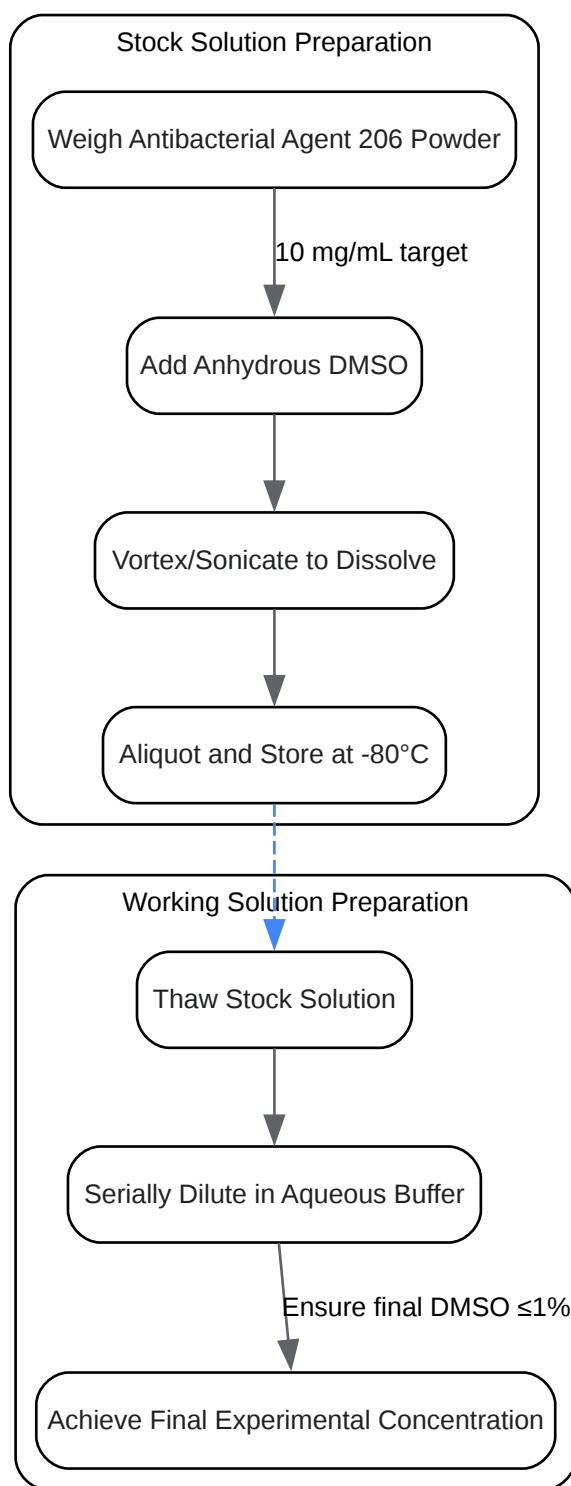 Stock Solution Preparation
Weigh Antibacterial Agent 206 Powder
10 mg/mL target
Add Anhydrous DMSO
Vortex/Sonicate to Dissolve
Aliquot and Store at -80°C
Working Solution Preparation
Thaw Stock Solution
Serially Dilute in Aqueous Buffer
Ensure final DMSO ≤1%
Achieve Final Experimental Concentration